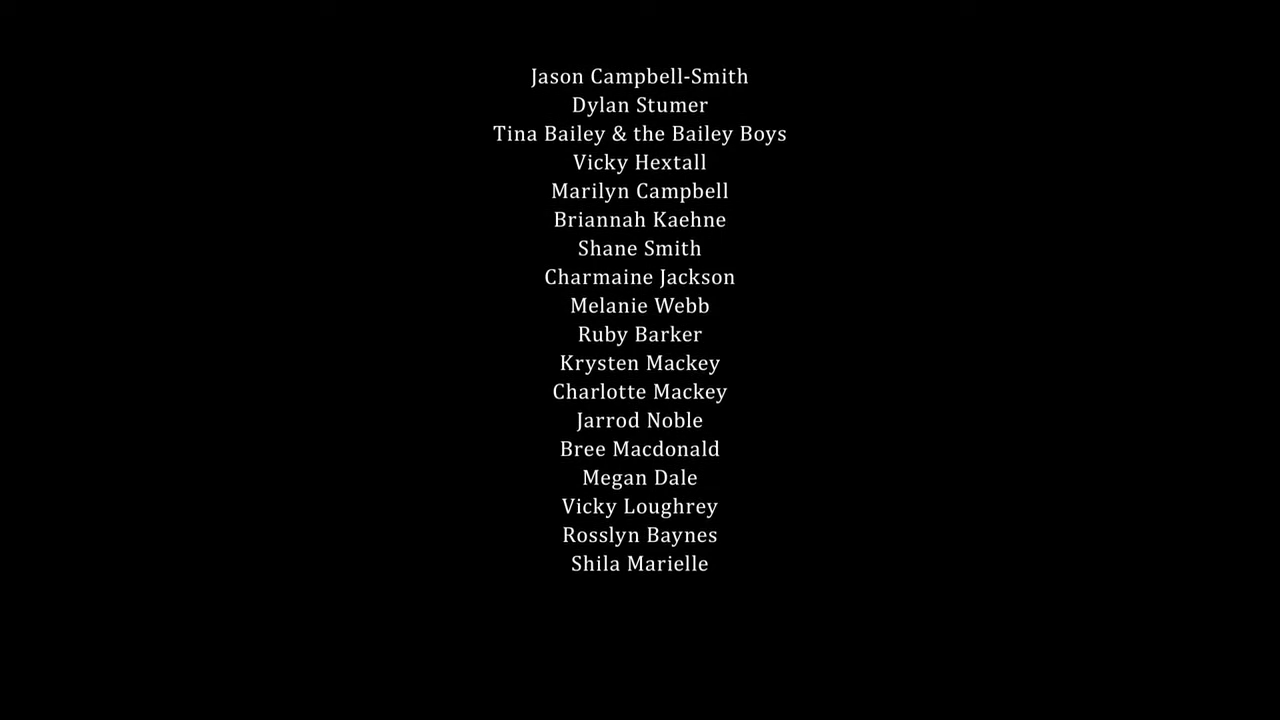 Jason Campbell-Smith
Dylan Stumer
Tina Bailey & the Bailey Boys
Vicky Hextall
Marilyn Campbell
Briannah Kaehne
Shane Smith
Charmaine Jackson
Melanie Webb
Ruby Barker
Krysten Mackey
Charlotte Mackey
Jarrod Noble
Bree Macdonald
Megan Dale
Vicky Loughrey
Rosslyn Baynes
Shila Marielle